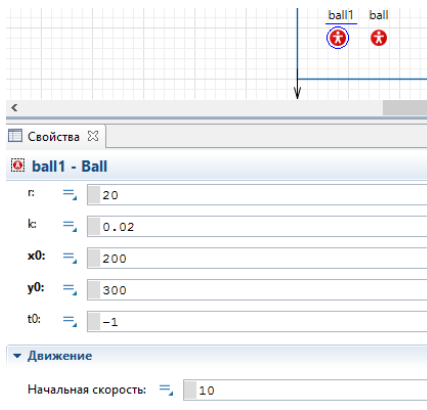 ball1 ball
Свойства
ball1 - Ball
r: 20
k: 0.02
x0: 200
y0: 300
t0: -1
Движение
Начальная скорость: 10